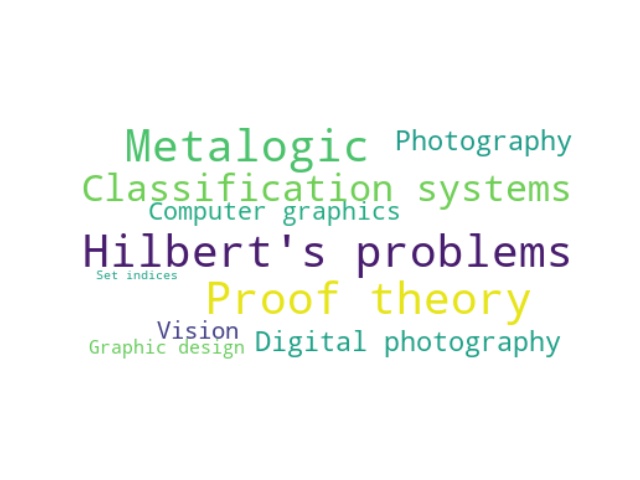 Metalogic
Photography
Classification systems
Computer graphics
Hilbert's problems
Set indices
Proof theory
Vision
Digital photography
Graphic design